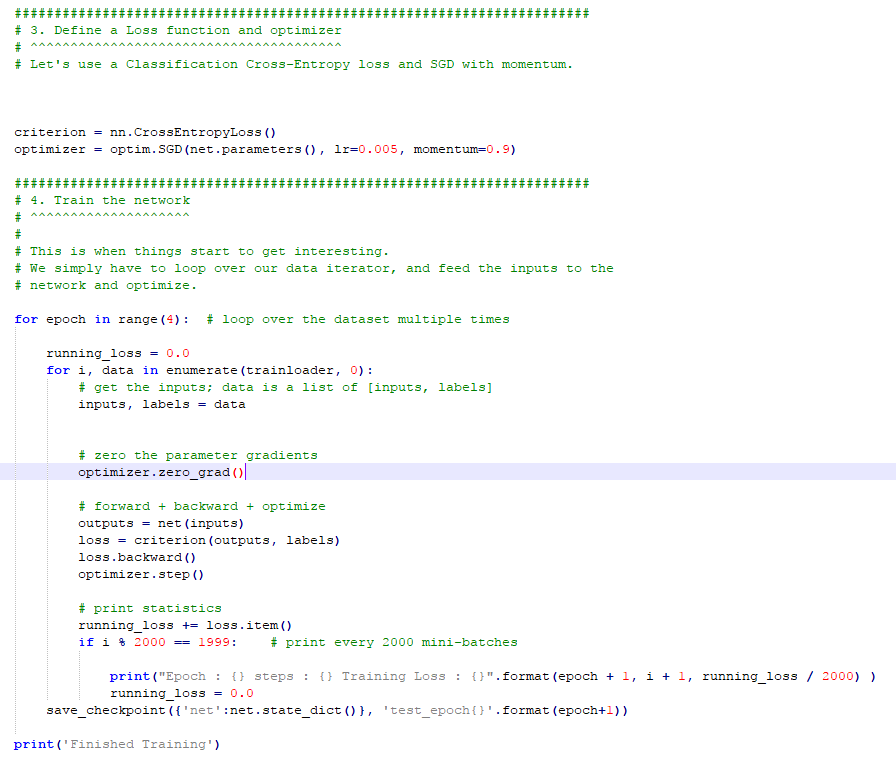 ########################################################################
# 3. Define a Loss function and optimizer
# ^^^^^^^^^^^^^^^^^^^^^^^^^^^^^^^^^^^^^^^
# Let's use a Classification Cross-Entropy loss and SGD with momentum.
criterion = nn.CrossEntropyLoss()
optimizer = optim.SGD(net.parameters(), lr=0.005, momentum=0.9)
########################################################################
# 4. Train the network
# ^^^^^^^^^^^^^^^^^^^^
#
# This is when things start to get interesting.
# We simply have to loop over our data iterator, and feed the inputs to the
# network and optimize.
for epoch in range(4):  # loop over the dataset multiple times
    running_loss = 0.0
    for i, data in enumerate(trainloader, 0):
        # get the inputs; data is a list of [inputs, labels]
        inputs, labels = data
        # zero the parameter gradients
        optimizer.zero_grad()
        # forward + backward + optimize
        outputs = net(inputs)
        loss = criterion(outputs, labels)
        loss.backward()
        optimizer.step()
        # print statistics
        running_loss += loss.item()
        if i % 2000 == 1999:    # print every 2000 mini-batches
            print("Epoch : {} steps : {} Training Loss : {}".format(epoch + 1, i + 1, running_loss / 2000) )
            running_loss = 0.0
    save_checkpoint({'net':net.state_dict()}, 'test_epoch{}'.format(epoch+1))
print('Finished Training')